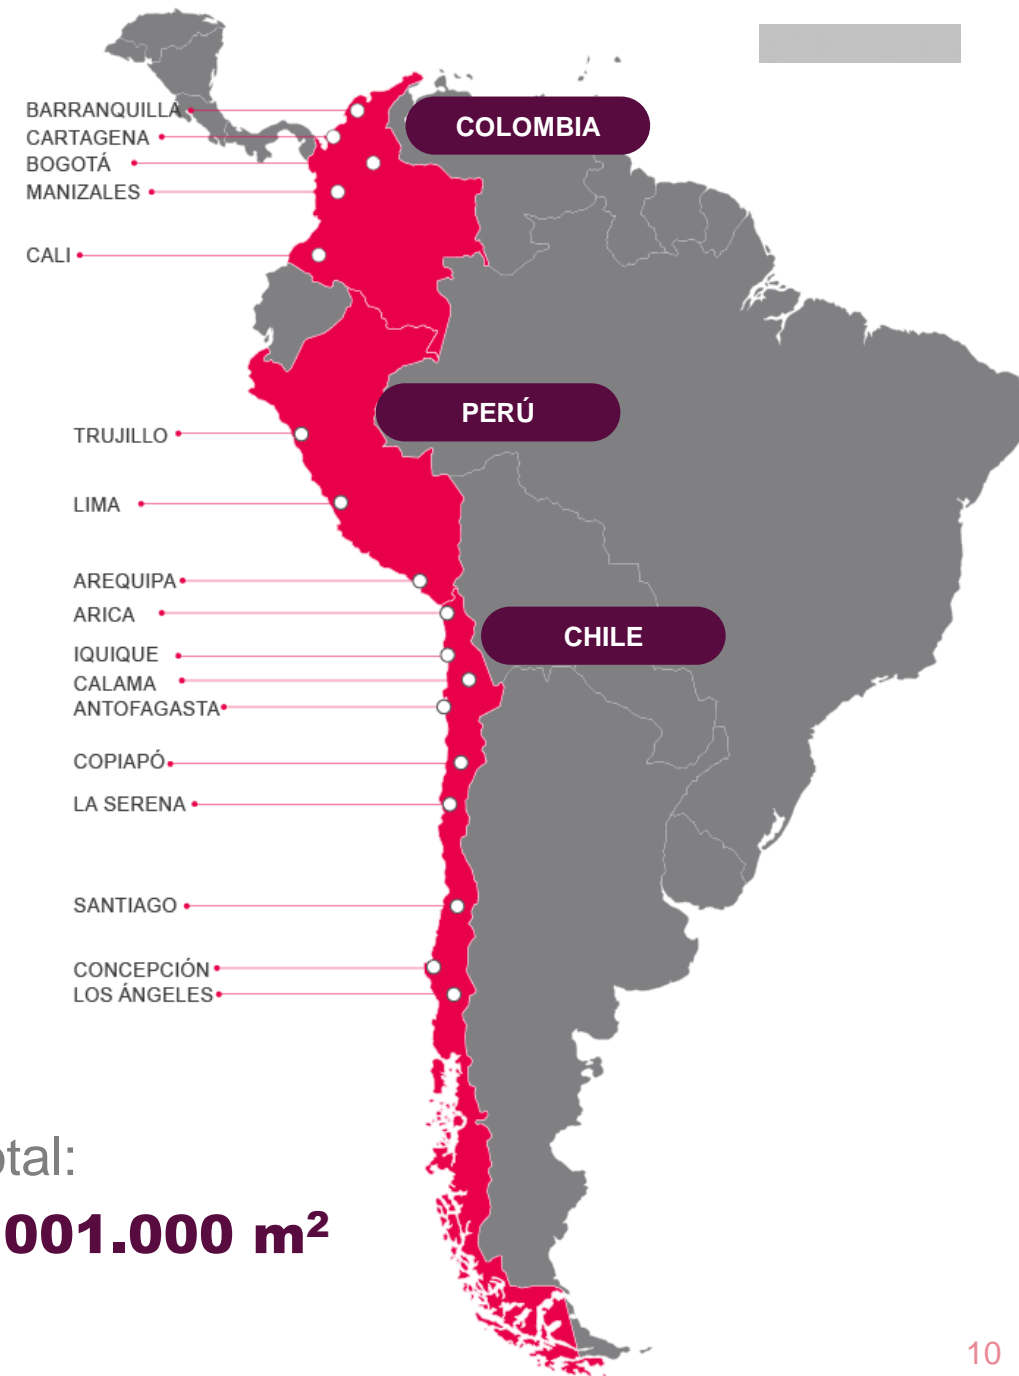 COLOMBIA
BARRANQUILLA
CARTAGENA
BOGOTÁ
MANIZALES
CALI
PERÚ
TRUJILLO
LIMA
AREQUIPA
CHILE
ARICA
IQUIQUE
CALAMA
ANTOFAGASTA
COPIAPÓ
LA SERENA
SANTIAGO
CONCEPCIÓN
LOS ÁNGELES
otal:
001.000 m²
10